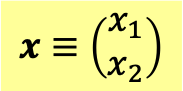 x ≡ (x₁
x₂)